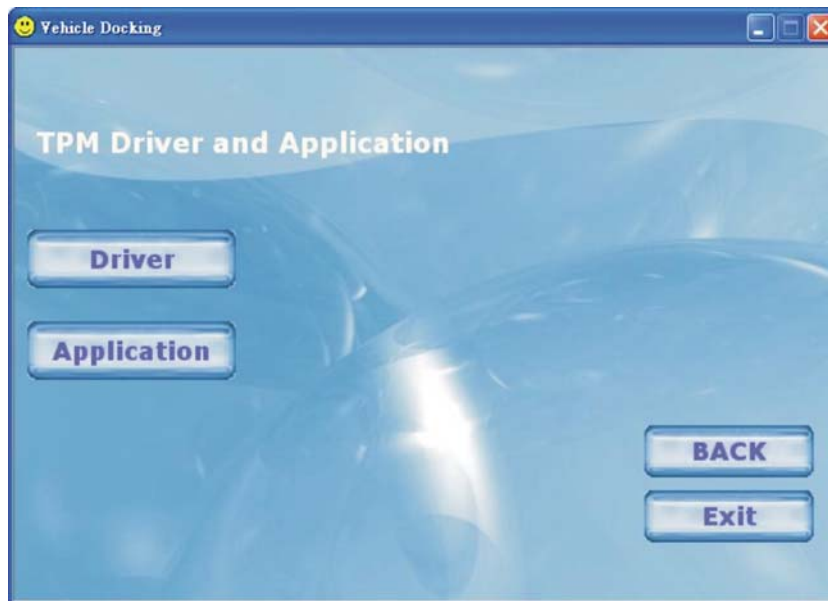 Vehicle Docking
TPM Driver and Application
Driver
Application
BACK
Exit